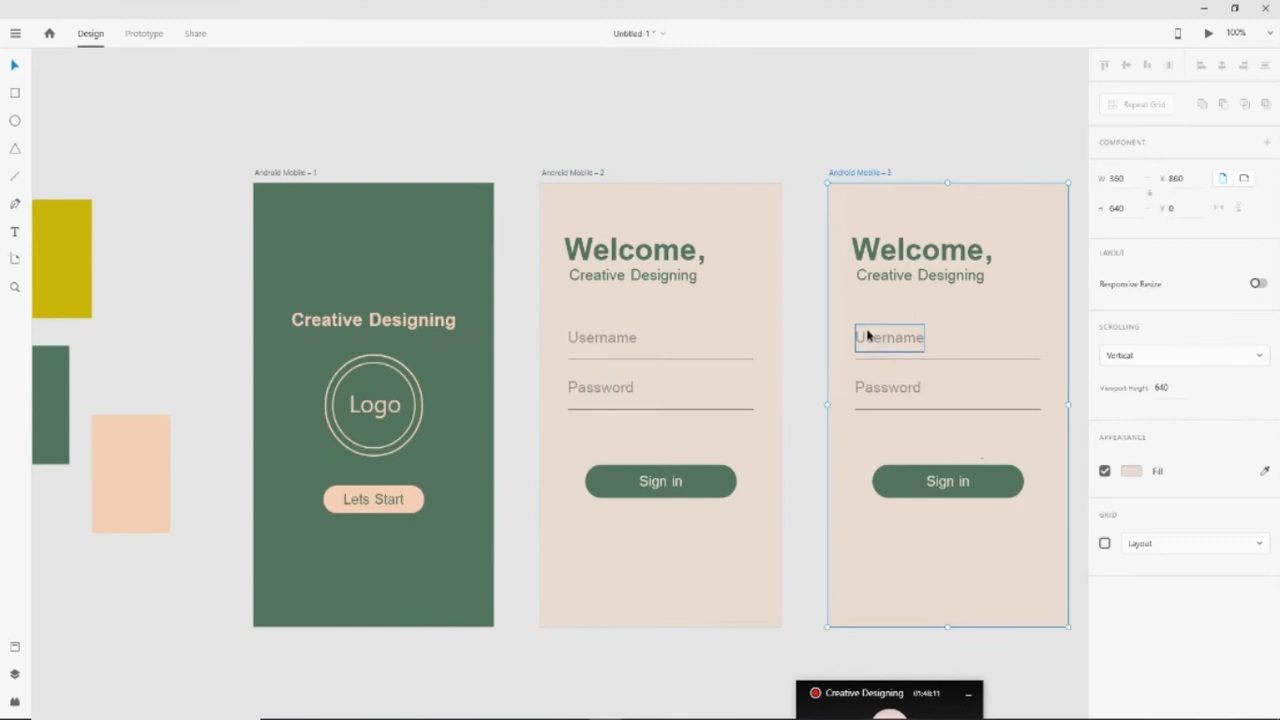 Design Prototype Share Untitled-1 * 100%
Repeat Grid
COMPONENT
W 360 X 860
H 640 Y 0
LAYOUT
Responsive Resize
SCROLLING
Vertical
Viewport Height 640
APPEARANCE
Fill
GRID
Layout
T
Android Mobile – 1
Creative Designing
Logo
Lets Start
Android Mobile – 2
Welcome,
Creative Designing
Username
Password
Sign in
Android Mobile – 3
Welcome,
Creative Designing
Username
Password
Sign in
Creative Designing 01:48:11